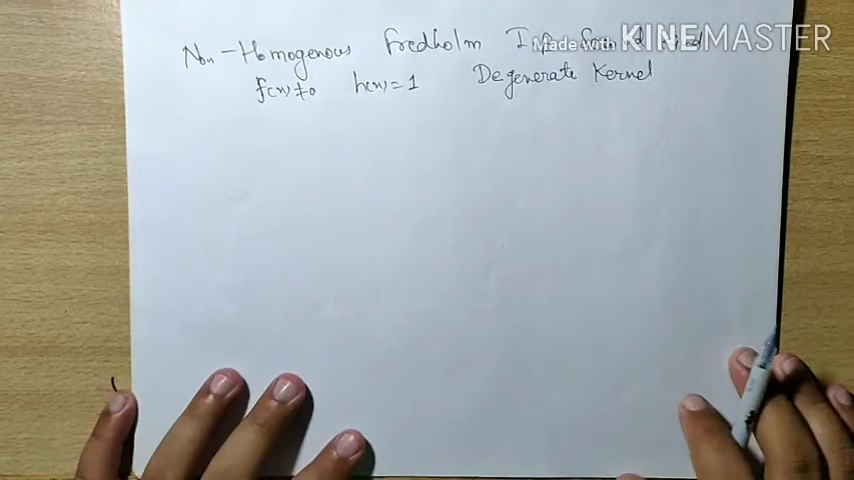 Non-Homogenous Fredholm
Made with KINEMASTER
f(x)≠0 h(x)=1 Degenerate Kernel